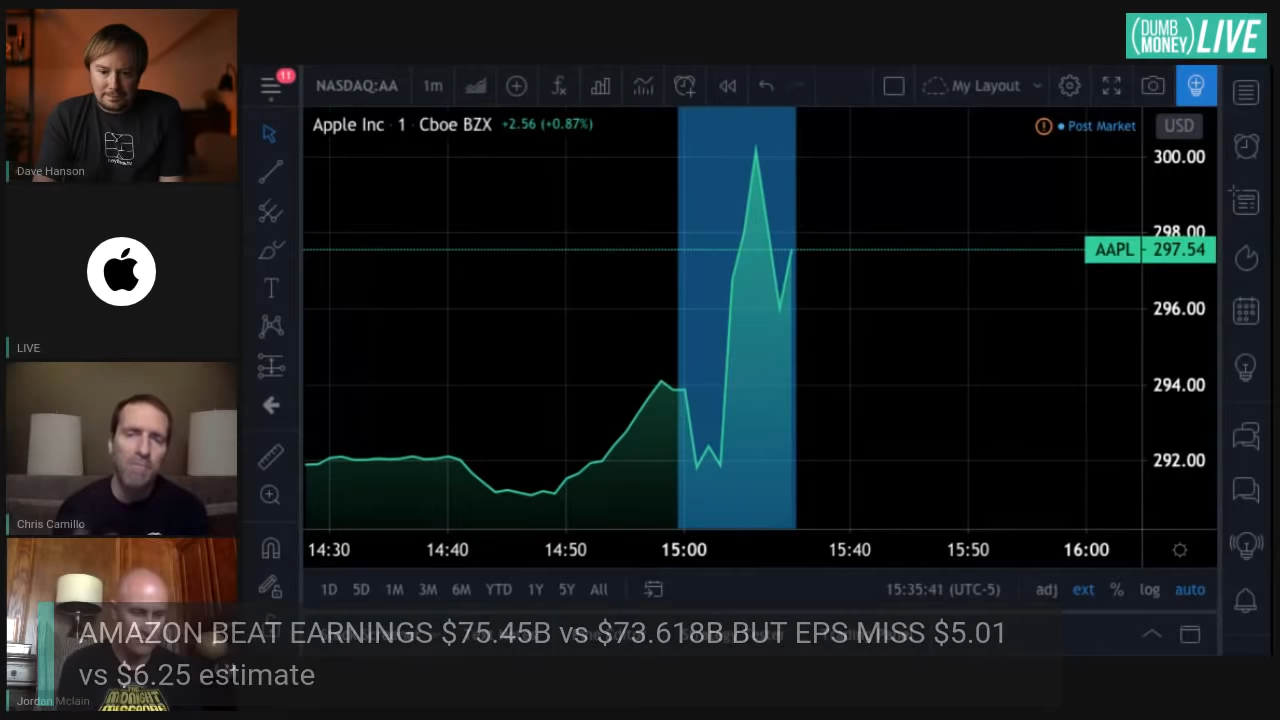 (DUMB MONEY) LIVE
11
NASDAQ:AA
1m
My Layout
Apple Inc · 1 · Cboe BZX +2.56 (+0.87%)
Post Market
USD
300.00
298.00
AAPL 297.54
296.00
294.00
292.00
14:30 14:40 14:50 15:00 15:40 15:50 16:00
1D 5D 1M 3M 6M YTD 1Y 5Y All
15:35:41 (UTC-5) adj ext % log auto
Dave Hanson
LIVE
Chris Camillo
AMAZON BEAT EARNINGS $75.45B vs $73.618B BUT EPS MISS $5.01
vs $6.25 estimate
Jordan Mclain
THE
MIDNIGHT